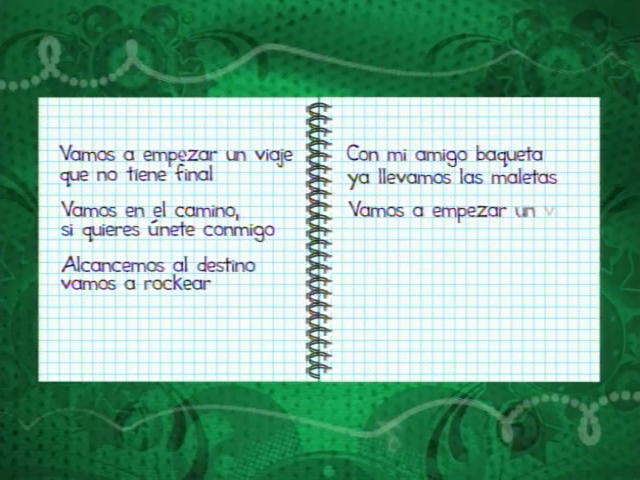 Vamos a empezar un viaje
que no tiene final
Vamos en el camino,
si quieres únete conmigo
Alcancemos al destino
vamos a rockear
Con mi amigo baqueta
ya llevamos las maletas
Vamos a empezar un v